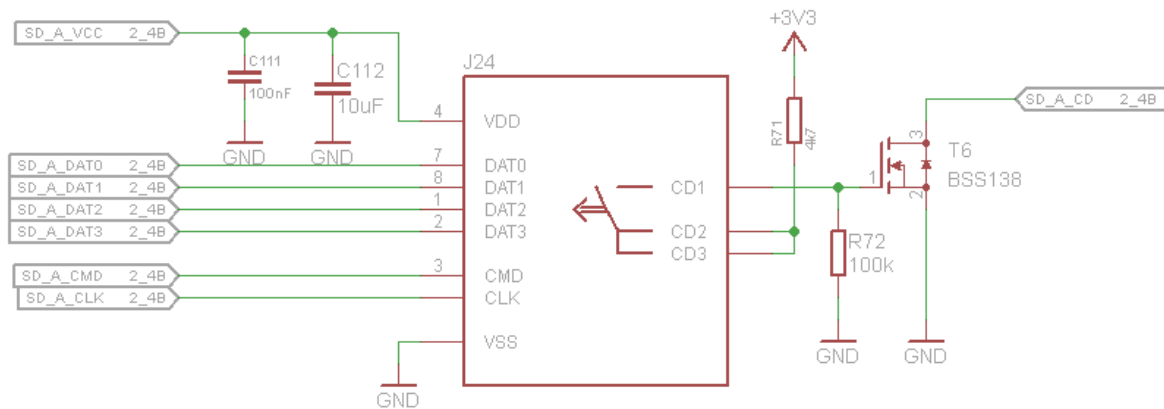 SD_A_VCC 2_4B
C111
100nF
GND
C112
10uF
GND
J24
+3V3
R71
4k7
SD_A_CD 2_4B
3
T6
BSS138
1
2
4 VDD
SD_A_DAT0 2_4B
7 DAT0
SD_A_DAT1 2_4B
8 DAT1
CD1
SD_A_DAT2 2_4B
1 DAT2
SD_A_DAT3 2_4B
2 DAT3
CD2
CD3
R72
100k
SD_A_CMD 2_4B
3 CMD
SD_A_CLK 2_4B
CLK
VSS
GND
GND
GND